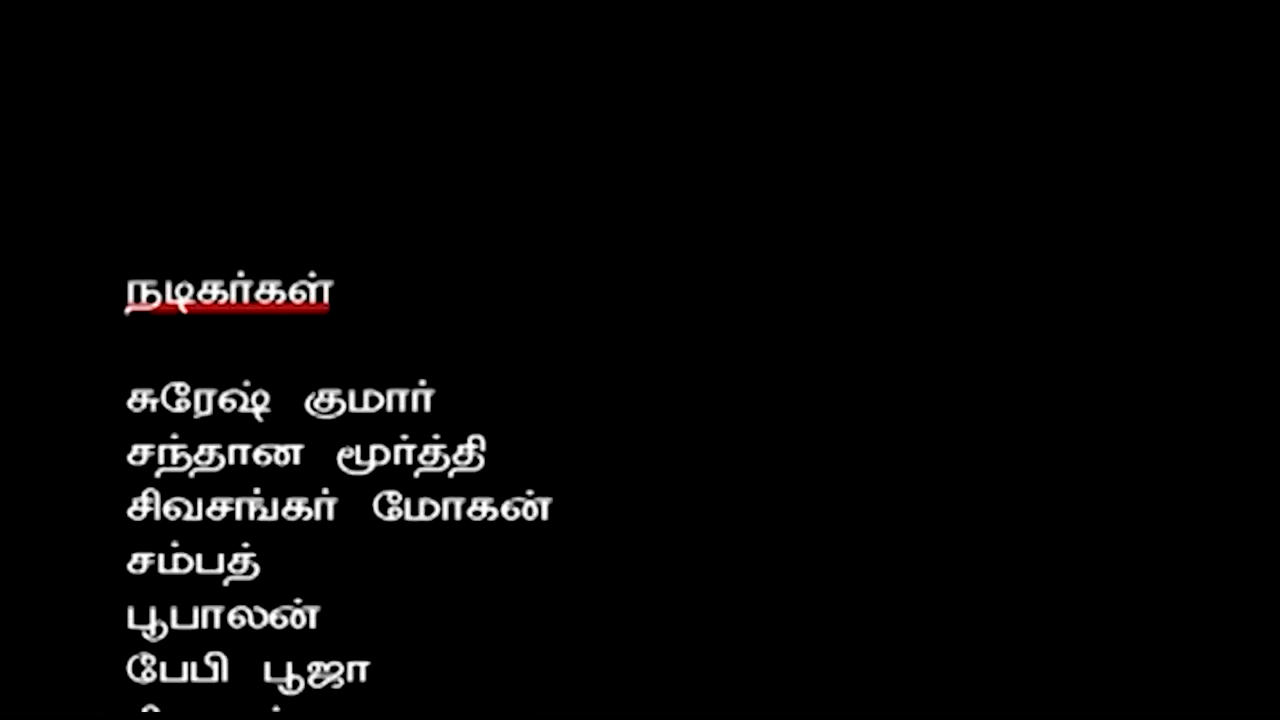 நடிகர்கள்
சுரேஷ் குமார்
சந்தான மூர்த்தி
சிவசங்கர் மோகன்
சம்பத்
பூபாலன்
பேபி பூஜா